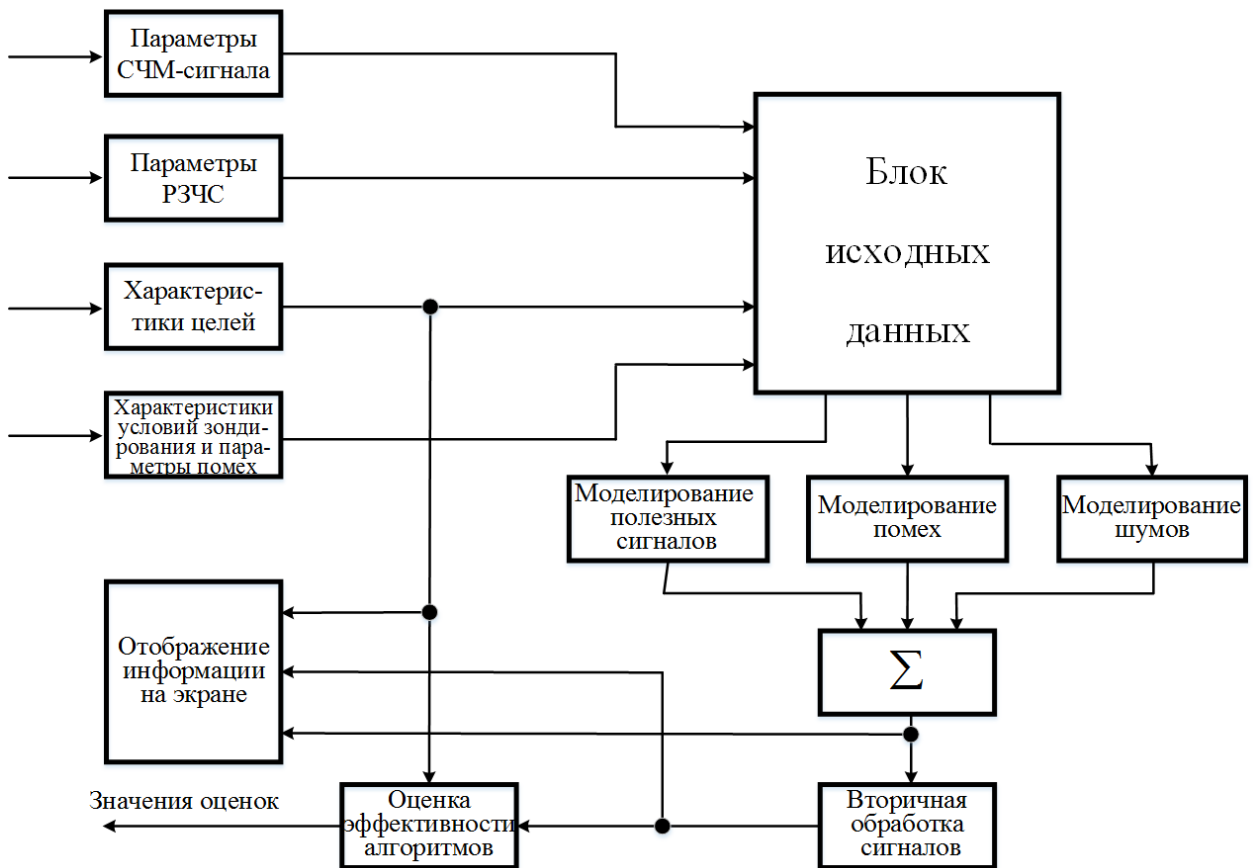 Параметры
СЧМ-сигнала
Параметры
РЗЧС
Характерис-
тики целей
Характеристики
условий зонди-
рования и пара-
метры помех
Блок
исходных
данных
Моделирование
полезных
сигналов
Моделирование
помех
Моделирование
шумов
Отображение
информации
на экране
Σ
Значения оценок
Оценка
эффективности
алгоритмов
Вторичная
обработка
сигналов